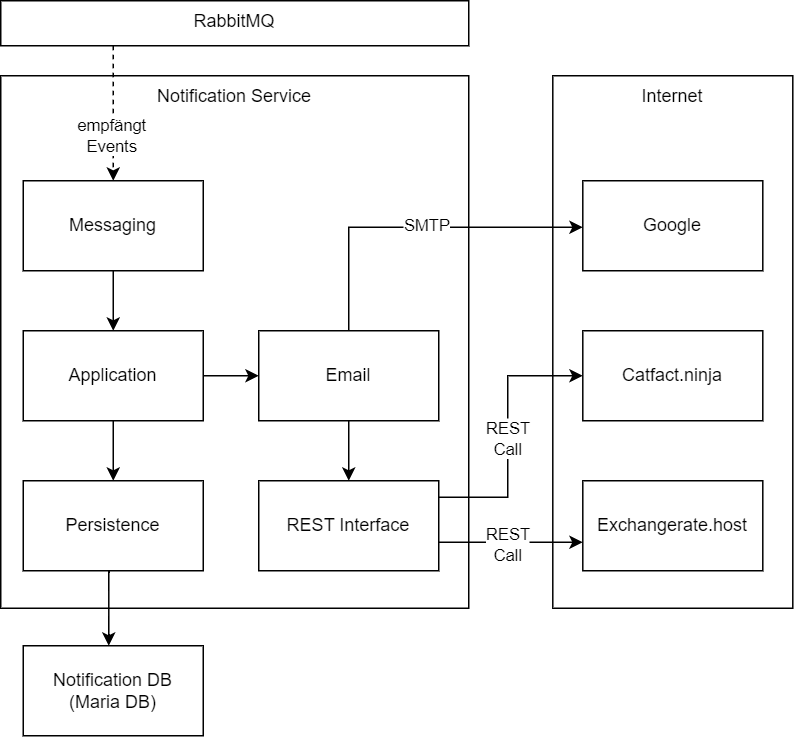 RabbitMQ
Notification Service
Internet
empfängt
Events
Messaging
SMTP
Google
Application
Email
Catfact.ninja
REST
Call
Persistence
REST Interface
REST
Call
Exchangerate.host
Notification DB
(Maria DB)